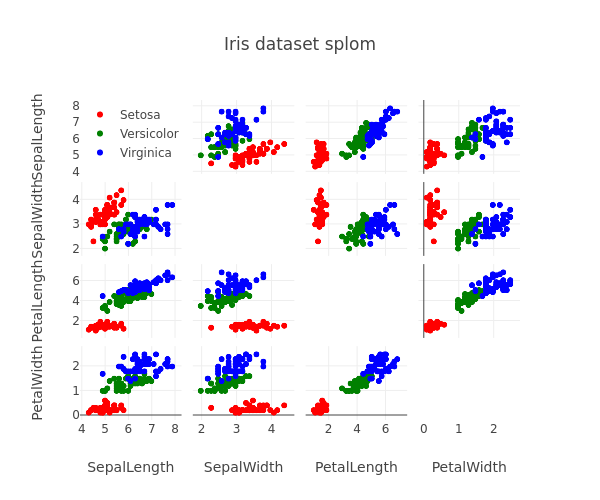 Iris dataset splom
SepalLength
8
7
6
5
4
Setosa
Versicolor
Virginica
SepalWidth
4
3
2
PetalLength
6
4
2
PetalWidth
2
1
0
4 5 6 7 8 2 3 4 2 4 6 0 1 2
SepalLength SepalWidth PetalLength PetalWidth